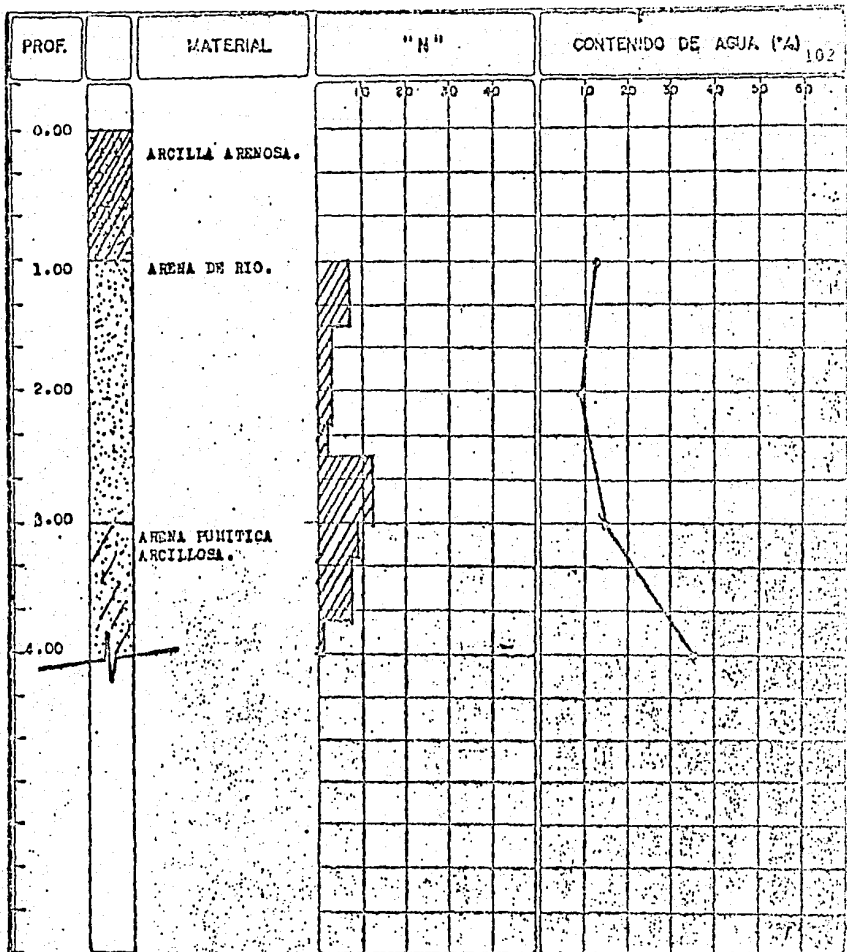 PROF.
MATERIAL
"N"
CONTENIDO DE AGUA (%)
102
10 20 30 40
10 20 30 40 50 60
0.00
ARCILLA ARENOSA.
1.00
ARENA DE RIO.
2.00
3.00
ARENA PUMITICA
ARCILLOSA.
4.00